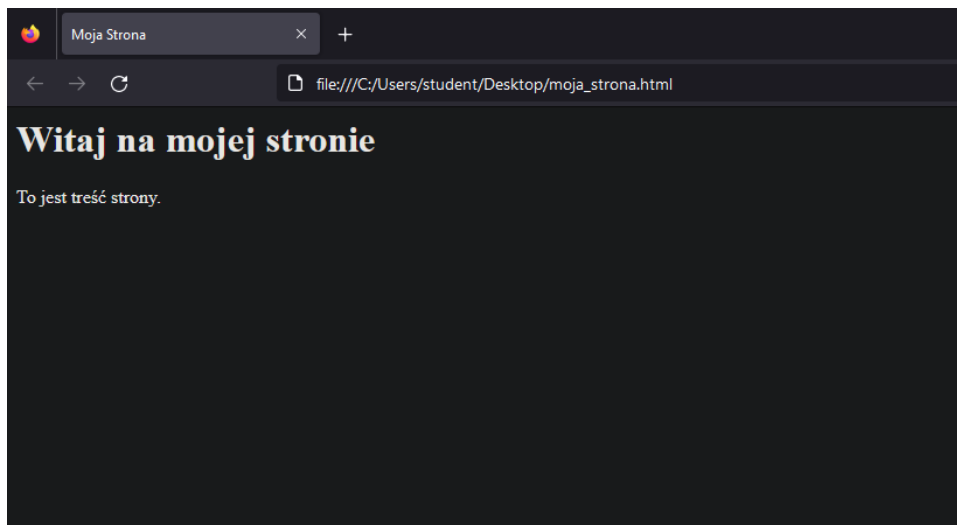 Moja Strona
file:///C:/Users/student/Desktop/moja_strona.html
Witaj na mojej stronie
To jest treść strony.